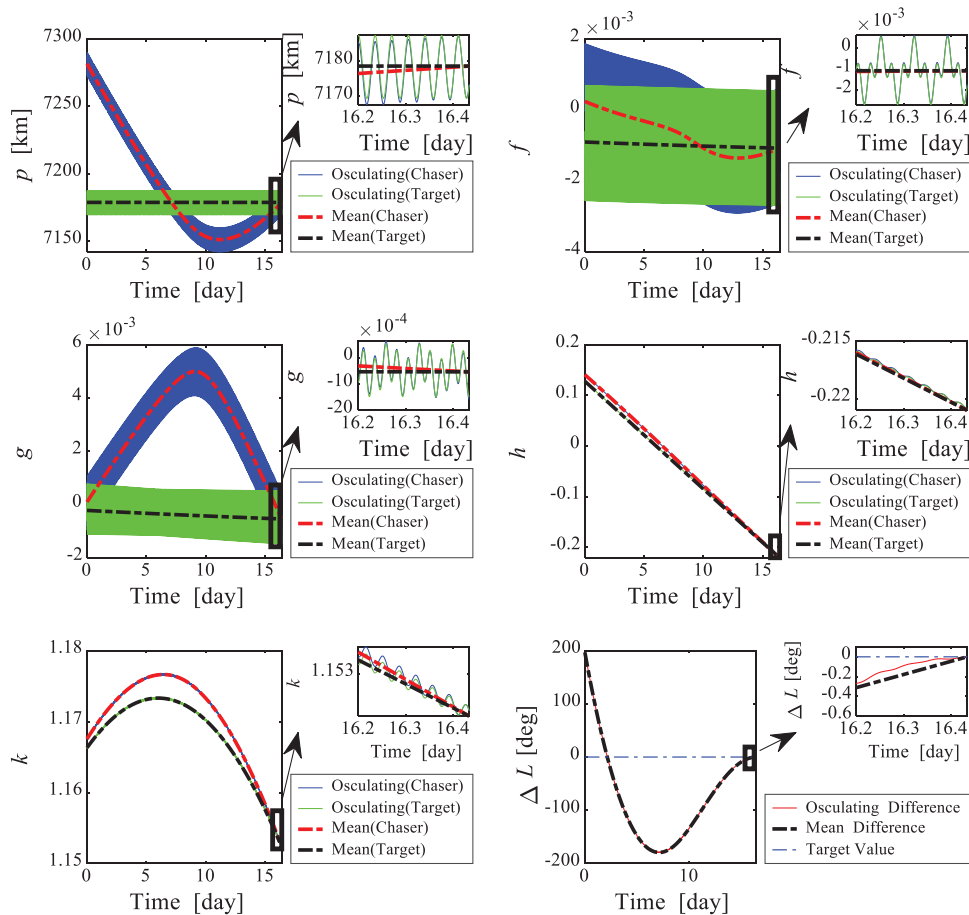 7300
7250
7200
7150
p [km]
0
5
10
15
Time [day]
7180
7170
p [km]
16.2
16.3
16.4
Time [day]
Osculating(Chaser)
Osculating(Target)
Mean(Chaser)
Mean(Target)
×10-3
2
0
-2
-4
f
0
5
10
15
Time [day]
×10-3
0
-1
-2
f
16.2
16.3
16.4
Time [day]
Osculating(Chaser)
Osculating(Target)
Mean(Chaser)
Mean(Target)
×10-3
6
4
2
0
-2
g
0
5
10
15
Time [day]
×10-4
0
-10
-20
g
16.2
16.3
16.4
Time [day]
Osculating(Chaser)
Osculating(Target)
Mean(Chaser)
Mean(Target)
0.2
0.1
0
-0.1
-0.2
h
0
5
10
15
Time [day]
-0.215
-0.22
h
16.2
16.3
16.4
Time [day]
Osculating(Chaser)
Osculating(Target)
Mean(Chaser)
Mean(Target)
1.18
1.17
1.16
1.15
k
0
5
10
15
Time [day]
1.153
k
16.2
16.3
16.4
Time [day]
Osculating(Chaser)
Osculating(Target)
Mean(Chaser)
Mean(Target)
200
100
0
-100
-200
Δ L [deg]
0
5
10
15
Time [day]
0
-0.2
-0.4
-0.6
Δ L [deg]
16.2
16.3
16.4
Time [day]
Osculating Difference
Mean Difference
Target Value